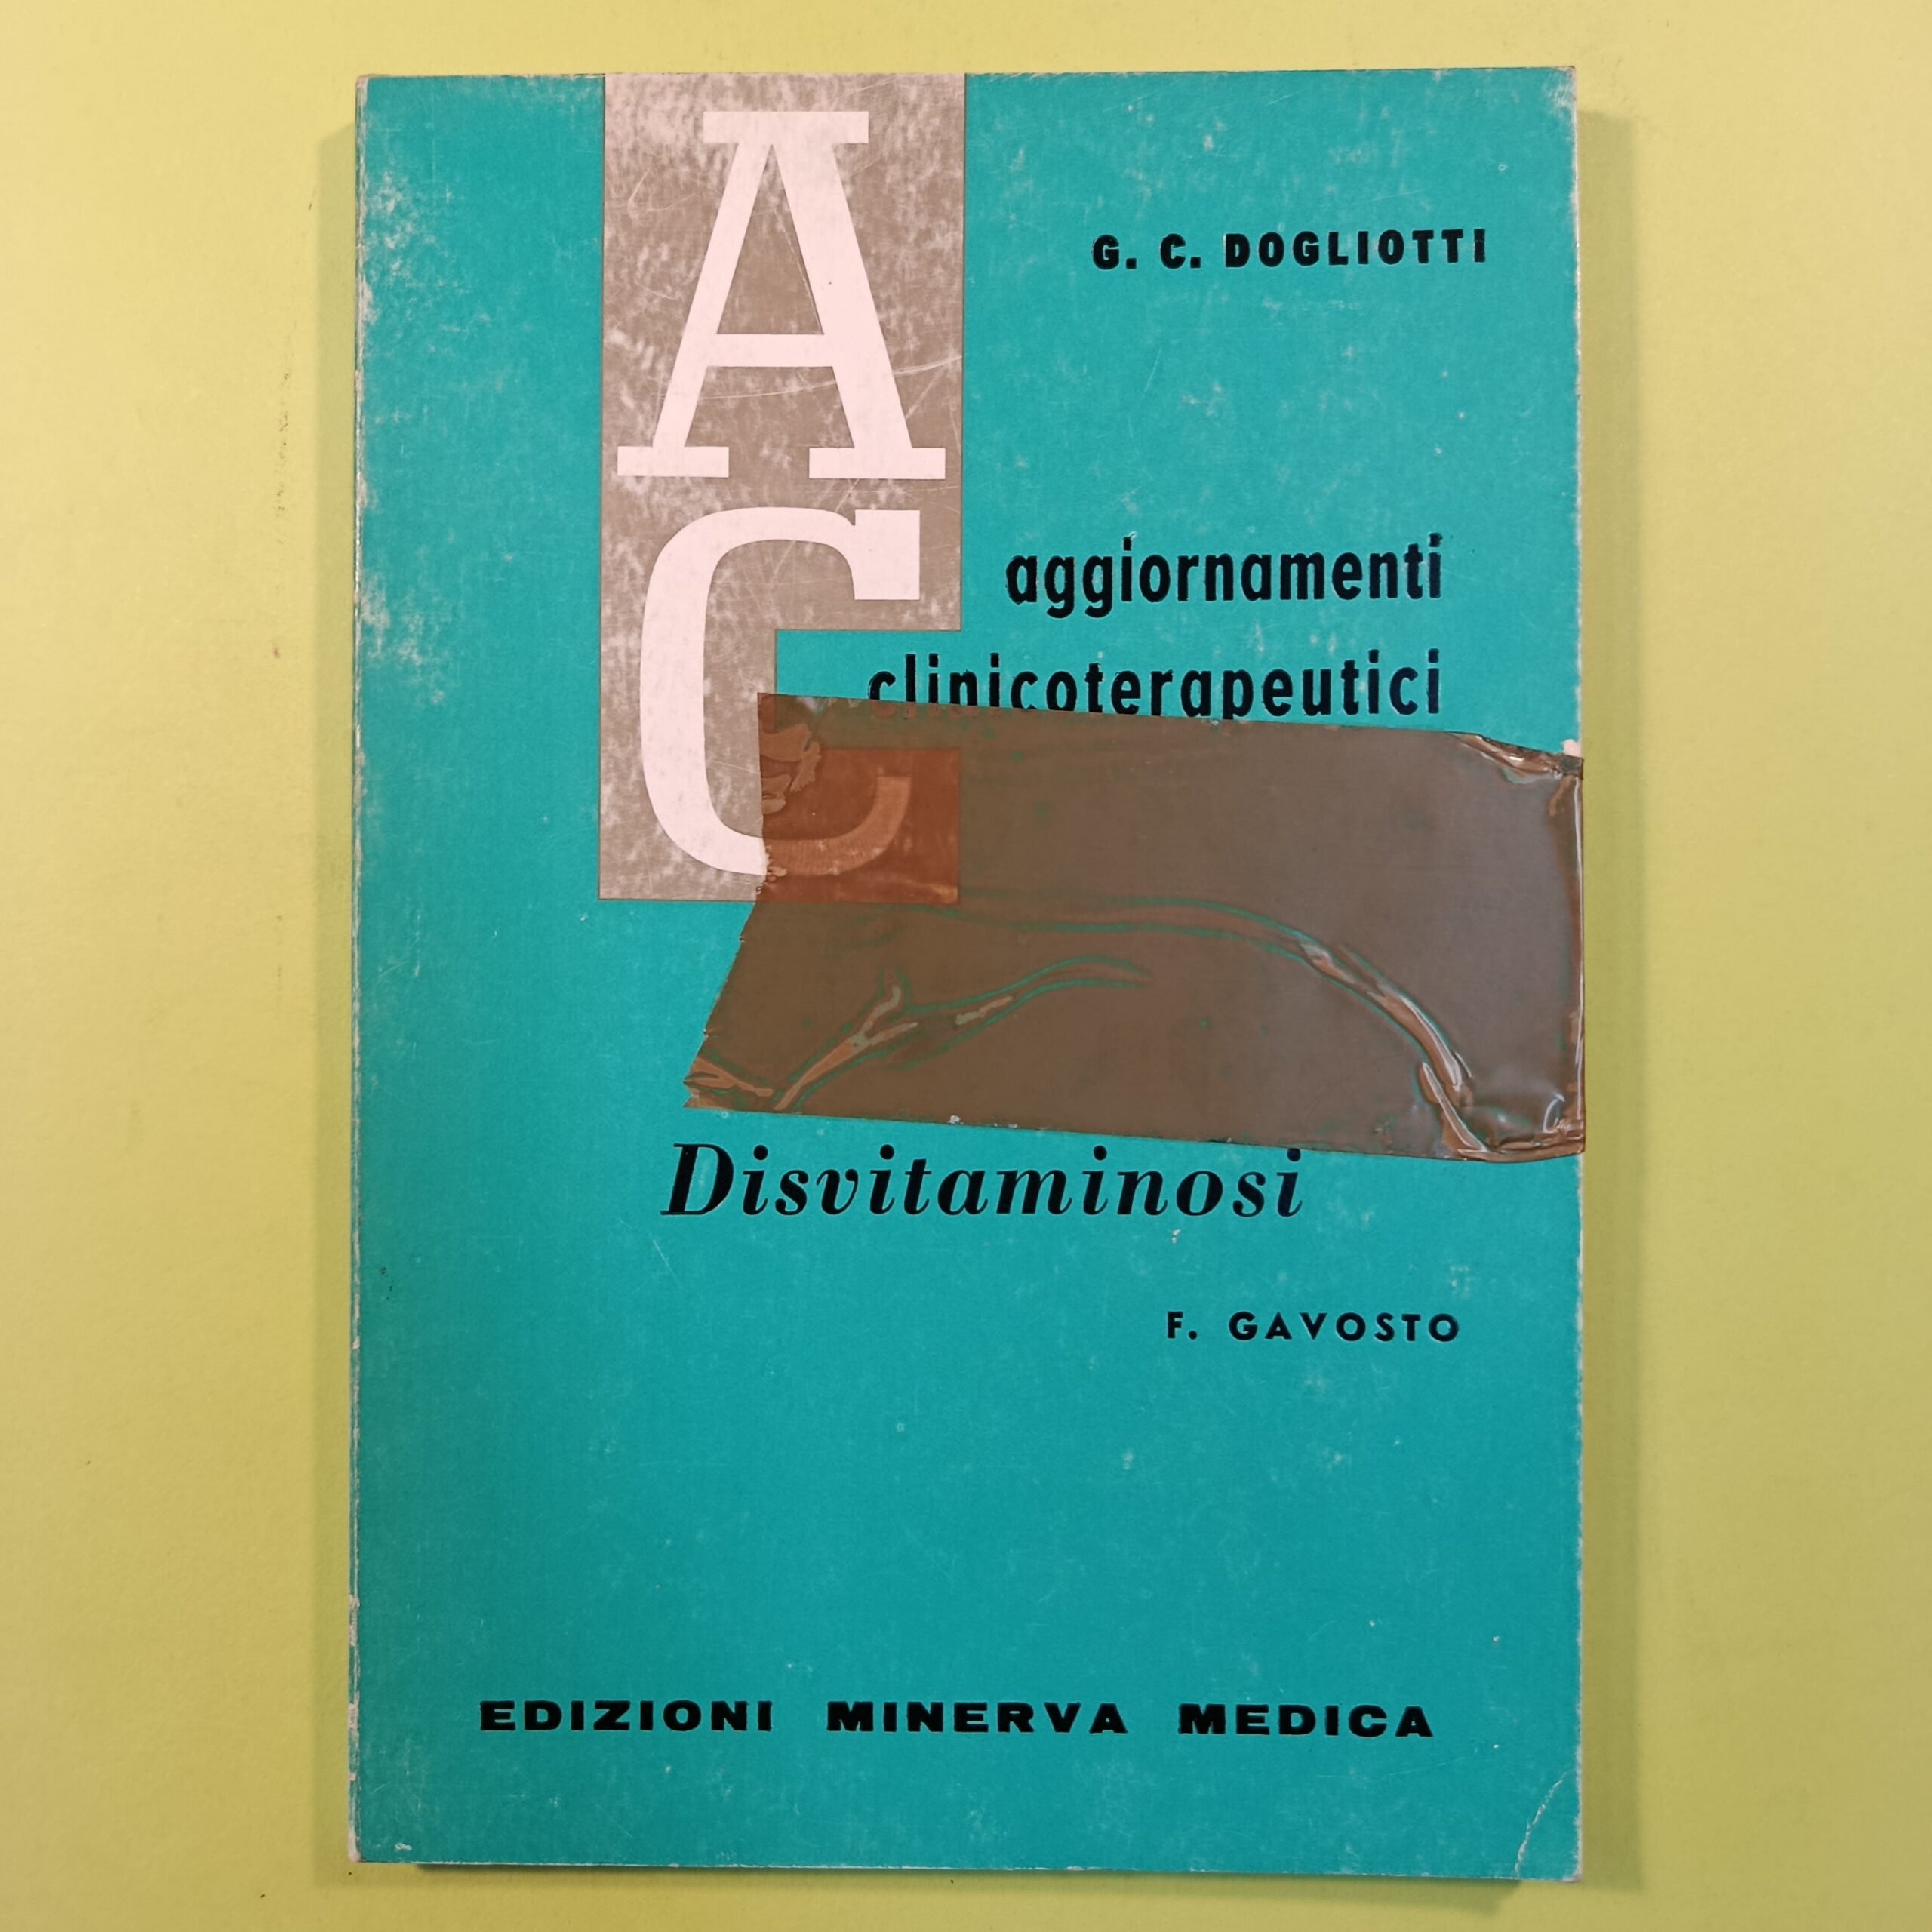 A
C
G. C. DOGLIOTTI
aggiornamenti
clinicoterapeutici
Disvitaminosi
F. GAVOSTO
EDIZIONI MINERVA MEDICA